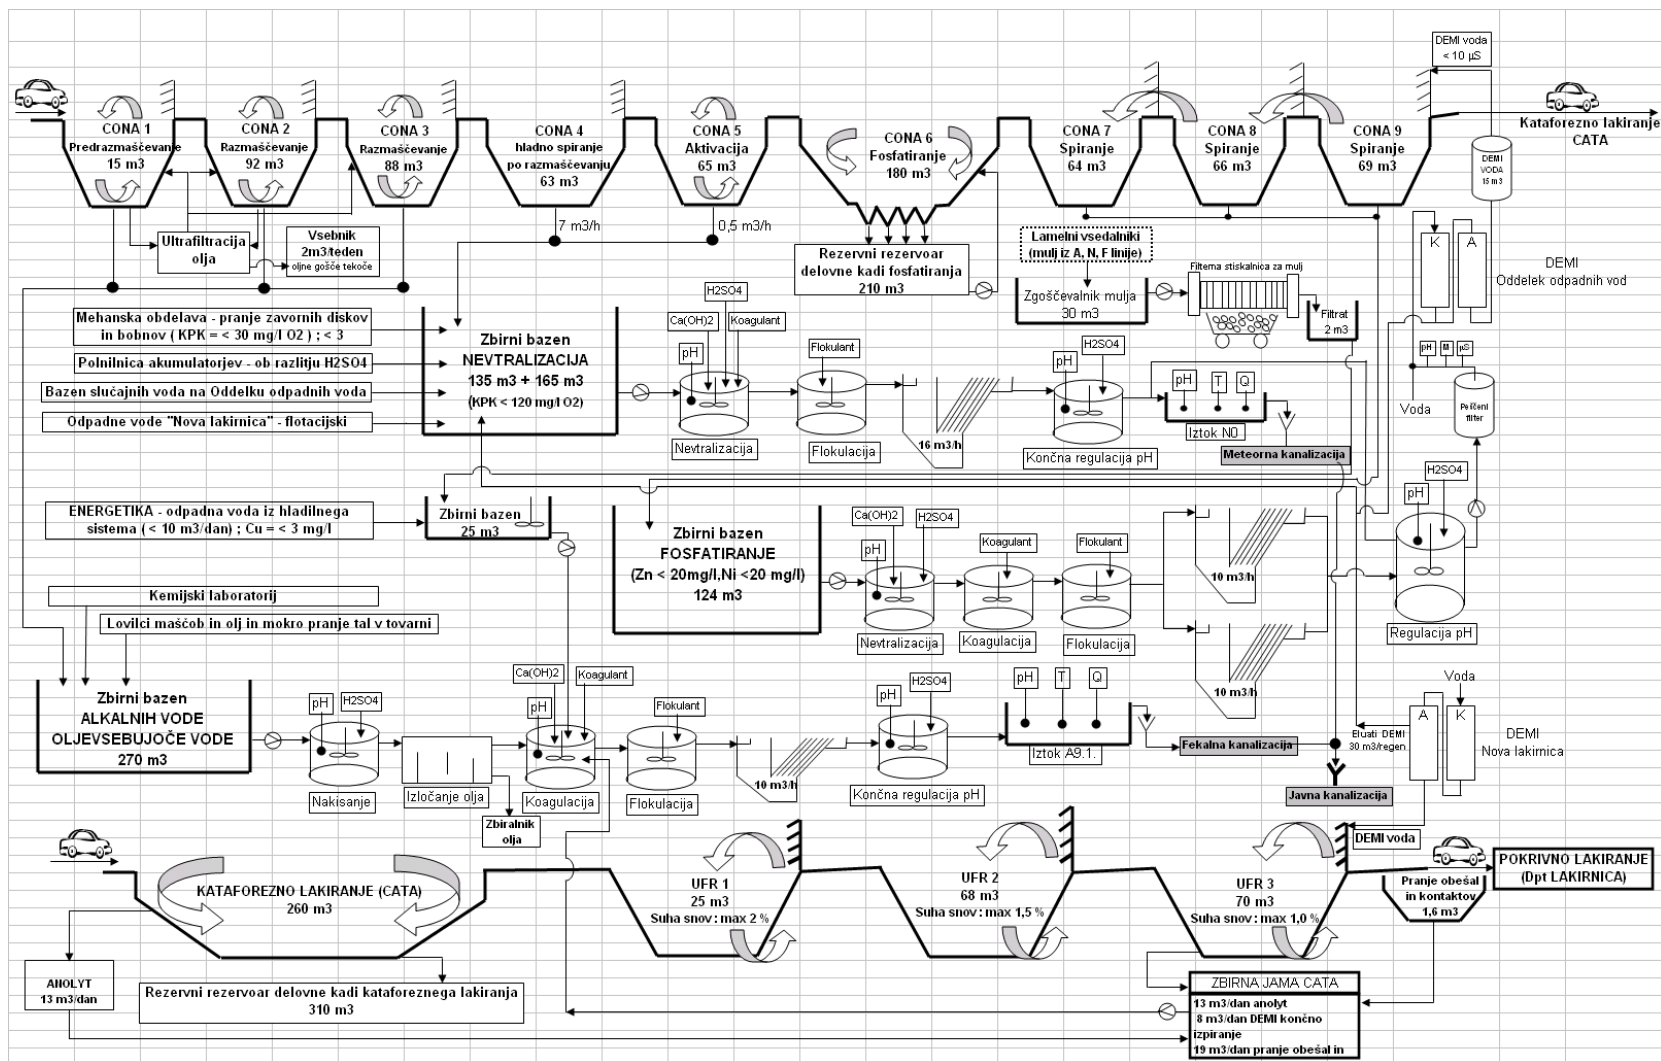 DEMI voda
< 10 µS
CONA 1
Predrazmaščevanje
15 m3
CONA 2
Razmaščevanje
92 m3
CONA 3
Razmaščevanje
88 m3
CONA 4
hladno spiranje
po razmaščevanju
63 m3
CONA 5
Aktivacija
65 m3
CONA 6
Fosfatiranje
180 m3
CONA 7
Spiranje
64 m3
CONA 8
Spiranje
66 m3
CONA 9
Spiranje
69 m3
Kataforezno lakiranje
CATA
DEMI
VODA
15 m3
7 m3/h
0,5 m3/h
Ultrafiltracija
olja
Vsebnik
2m3/teden
oljne gošče tekoče
Rezervni rezervoar
delovne kadi fosfatiranja
210 m3
Lamelni vsedalniki
(mulj iz A, N, F linije)
Zgoščevalnik mulja
30 m3
Filterna stiskalnica za mulj
Filtrat
2 m3
K
A
DEMI
Oddelek odpadnih vod
Mehanska obdelava - pranje zavornih diskov
in bobnov ( KPK = < 30 mg/l O2 ) ; < 3
Polnilnica akumulatorjev - ob razlitju H2SO4
Bazen slučajnih voda na Oddelku odpadnih voda
Odpadne vode "Nova lakirnica" - flotacijski
Zbirni bazen
NEVTRALIZACIJA
135 m3 + 165 m3
(KPK < 120 mg/l O2)
H2SO4
Ca(OH)2
Koagulant
pH
Nevtralizacija
Flokulant
Flokulacija
16 m3/h
H2SO4
pH
Končna regulacija pH
pH
T
Q
Iztok N0
Meteorna kanalizacija
pH
M
µS
Voda
Peščeni
filter
ENERGETIKA - odpadna voda iz hladilnega
sistema ( < 10 m3/dan) ; Cu = < 3 mg/l
Zbirni bazen
25 m3
Zbirni bazen
FOSFATIRANJE
(Zn < 20mg/l,Ni <20 mg/l)
124 m3
Ca(OH)2
H2SO4
pH
Nevtralizacija
Koagulant
Koagulacija
Flokulant
Flokulacija
10 m3/h
10 m3/h
H2SO4
pH
Regulacija pH
Kemijski laboratorij
Lovilci maščob in olj in mokro pranje tal v tovarni
Zbirni bazen
ALKALNIH VODE
OLJEVSEBUJOČE VODE
270 m3
pH
H2SO4
Nakisanje
Izločanje olja
Zbiralnik
olja
Ca(OH)2
Koagulant
pH
Koagulacija
Flokulant
Flokulacija
10 m3/h
pH
H2SO4
Končna regulacija pH
pH
T
Q
Iztok A9.1.
Fekalna kanalizacija
Javna kanalizacija
Eluati DEMI
30 m3/regen
Voda
A
K
DEMI
Nova lakirnica
DEMI voda
KATAFOREZNO LAKIRANJE (CATA)
260 m3
UFR 1
25 m3
Suha snov : max 2 %
UFR 2
68 m3
Suha snov : max 1,5 %
UFR 3
70 m3
Suha snov : max 1,0 %
Pranje obešal
in kontaktov
1,6 m3
POKRIVNO LAKIRANJE
(Dpt LAKIRNICA)
ANOLYT
13 m3/dan
Rezervni rezervoar delovne kadi kataforeznega lakiranja
310 m3
ZBIRNA JAMA CATA
13 m3/dan anolyt
8 m3/dan DEMI končno
izpiranje
19 m3/dan pranje obešal in